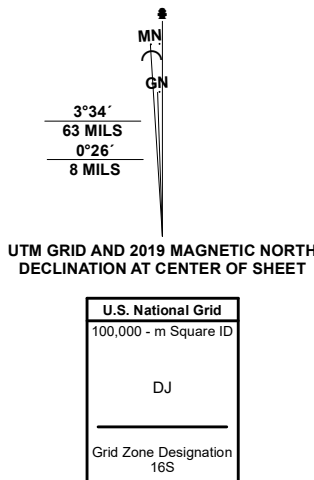 MN
GN
3°34´
63 MILS
0°26´
8 MILS
UTM GRID AND 2019 MAGNETIC NORTH
DECLINATION AT CENTER OF SHEET
U.S. National Grid
100,000 - m Square ID
DJ
Grid Zone Designation
16S